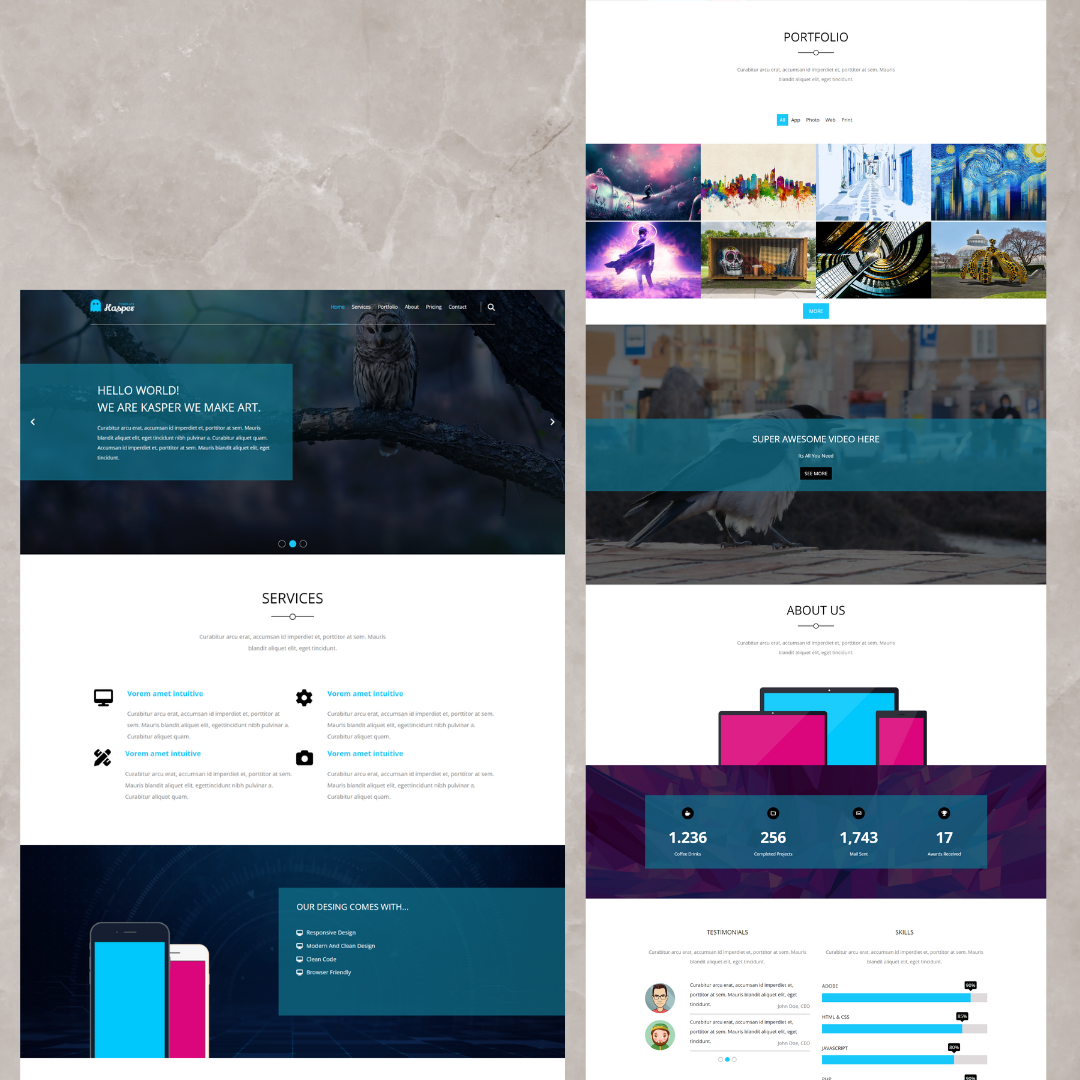 Kasper
Home Services Portfolio About Pricing Contact
HELLO WORLD!
WE ARE KASPER WE MAKE ART.
Curabitur arcu erat, accumsan id imperdiet et, porttitor at sem. Mauris
blandit aliquet elit, eget tincidunt nibh pulvinar a. Curabitur aliquet quam.
Accumsan id imperdiet et, porttitor at sem. Mauris blandit aliquet elit, eget
tincidunt.
SERVICES
Curabitur arcu erat, accumsan id imperdiet et, porttitor at sem. Mauris
blandit aliquet elit, eget tincidunt.
Vorem amet intuitive
Curabitur arcu erat, accumsan id imperdiet et, porttitor at
sem. Mauris blandit aliquet elit, egettincidunt nibh pulvinar a.
Curabitur aliquet quam.
Vorem amet intuitive
Curabitur arcu erat, accumsan id imperdiet et, porttitor at sem.
Mauris blandit aliquet elit, egettincidunt nibh pulvinar a.
Curabitur aliquet quam.
Vorem amet intuitive
Curabitur arcu erat, accumsan id imperdiet et, porttitor at sem.
Mauris blandit aliquet elit, egettincidunt nibh pulvinar a.
Curabitur aliquet quam.
Vorem amet intuitive
Curabitur arcu erat, accumsan id imperdiet et, porttitor at sem.
Mauris blandit aliquet elit, egettincidunt nibh pulvinar a.
Curabitur aliquet quam.
OUR DESING COMES WITH...
Responsive Design
Modern And Clean Design
Clean Code
Browser Friendly
PORTFOLIO
Curabitur arcu erat, accumsan id imperdiet et, porttitor at sem. Mauris
blandit aliquet elit, eget tincidunt.
All App Photo Web Print
MORE
SUPER AWESOME VIDEO HERE
Its All You Need
SEE MORE
ABOUT US
Curabitur arcu erat, accumsan id imperdiet et, porttitor at sem. Mauris
blandit aliquet elit, eget tincidunt.
1.236
Coffee Drinks
256
Completed Projects
1,743
Mail Sent
17
Awards Received
TESTIMONIALS
Curabitur arcu erat, accumsan id imperdiet et, porttitor at sem. Mauris
blandit aliquet elit, eget tincidunt.
Curabitur arcu erat, accumsan id imperdiet et,
porttitor at sem. Mauris blandit aliquet elit, eget
tincidunt.
John Doe, CEO
Curabitur arcu erat, accumsan id imperdiet et,
porttitor at sem. Mauris blandit aliquet elit, eget
tincidunt.
John Doe, CEO
SKILLS
Curabitur arcu erat, accumsan id imperdiet et, porttitor at sem. Mauris
blandit aliquet elit, eget tincidunt.
ADOBE
90%
HTML & CSS
85%
JAVASCRIPT
80%
PHP
90%